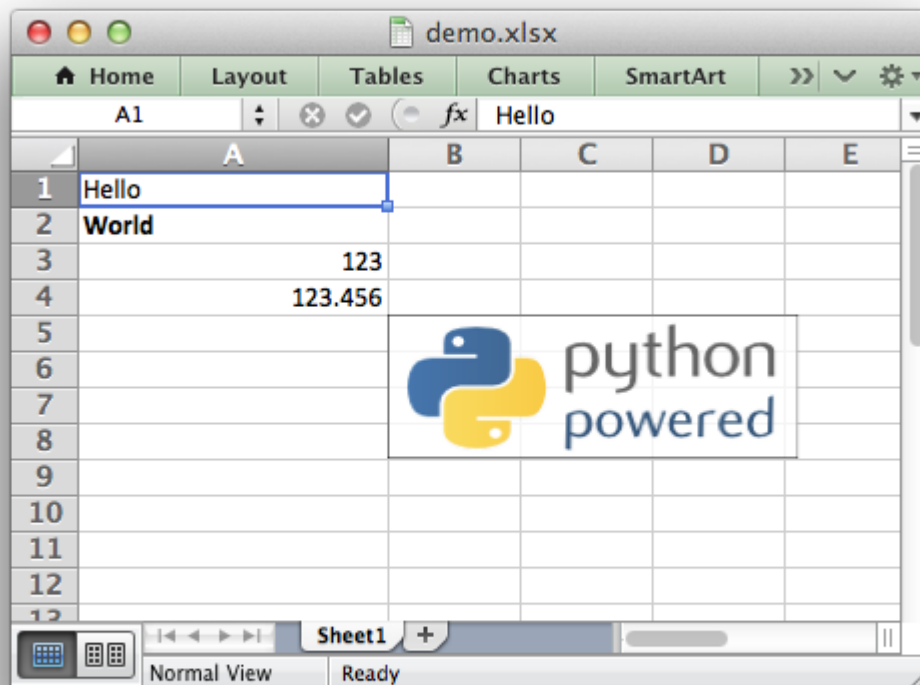 demo.xlsx
Home Layout Tables Charts SmartArt
A1 fx Hello
A B C D E
1 Hello
2 World
3 123
4 123.456
5
6
7
8
python
powered
9
10
11
12
13
Sheet1
Normal View Ready